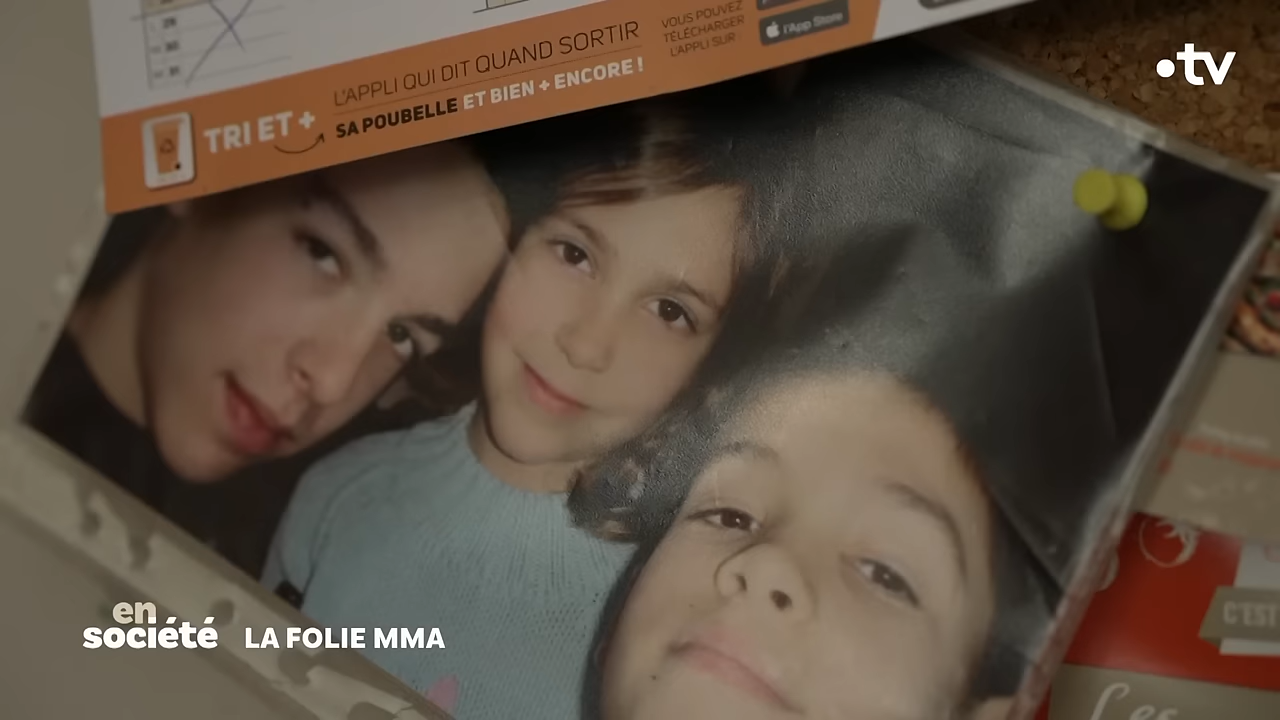 L'APPLI QUI DIT QUAND SORTIR
SA POUBELLE ET BIEN + ENCORE !
TRI ET +
VOUS POUVEZ
TÉLÉCHARGER
L'APPLI SUR
l'App Store
•tv
en
société
LA FOLIE MMA
C'EST
Les